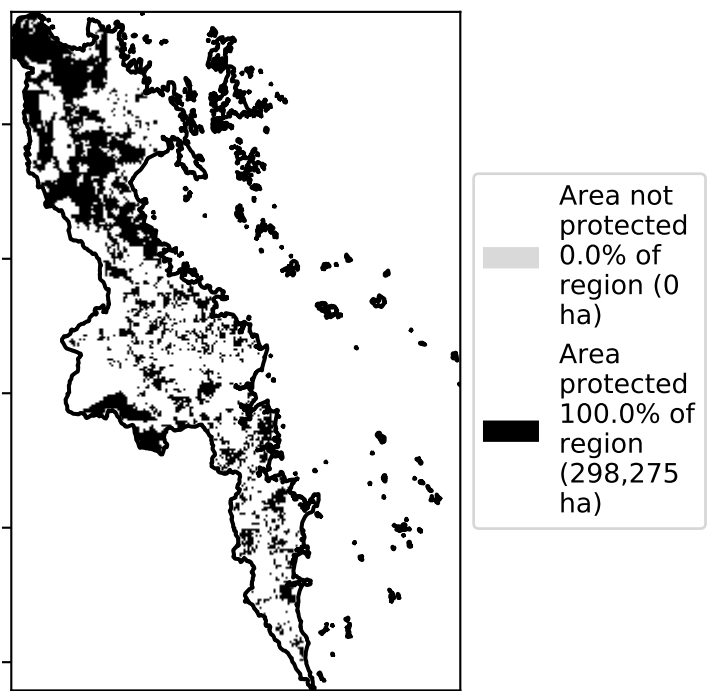 Area not
protected
0.0% of
region (0
ha)
Area
protected
100.0% of
region
(298,275
ha)